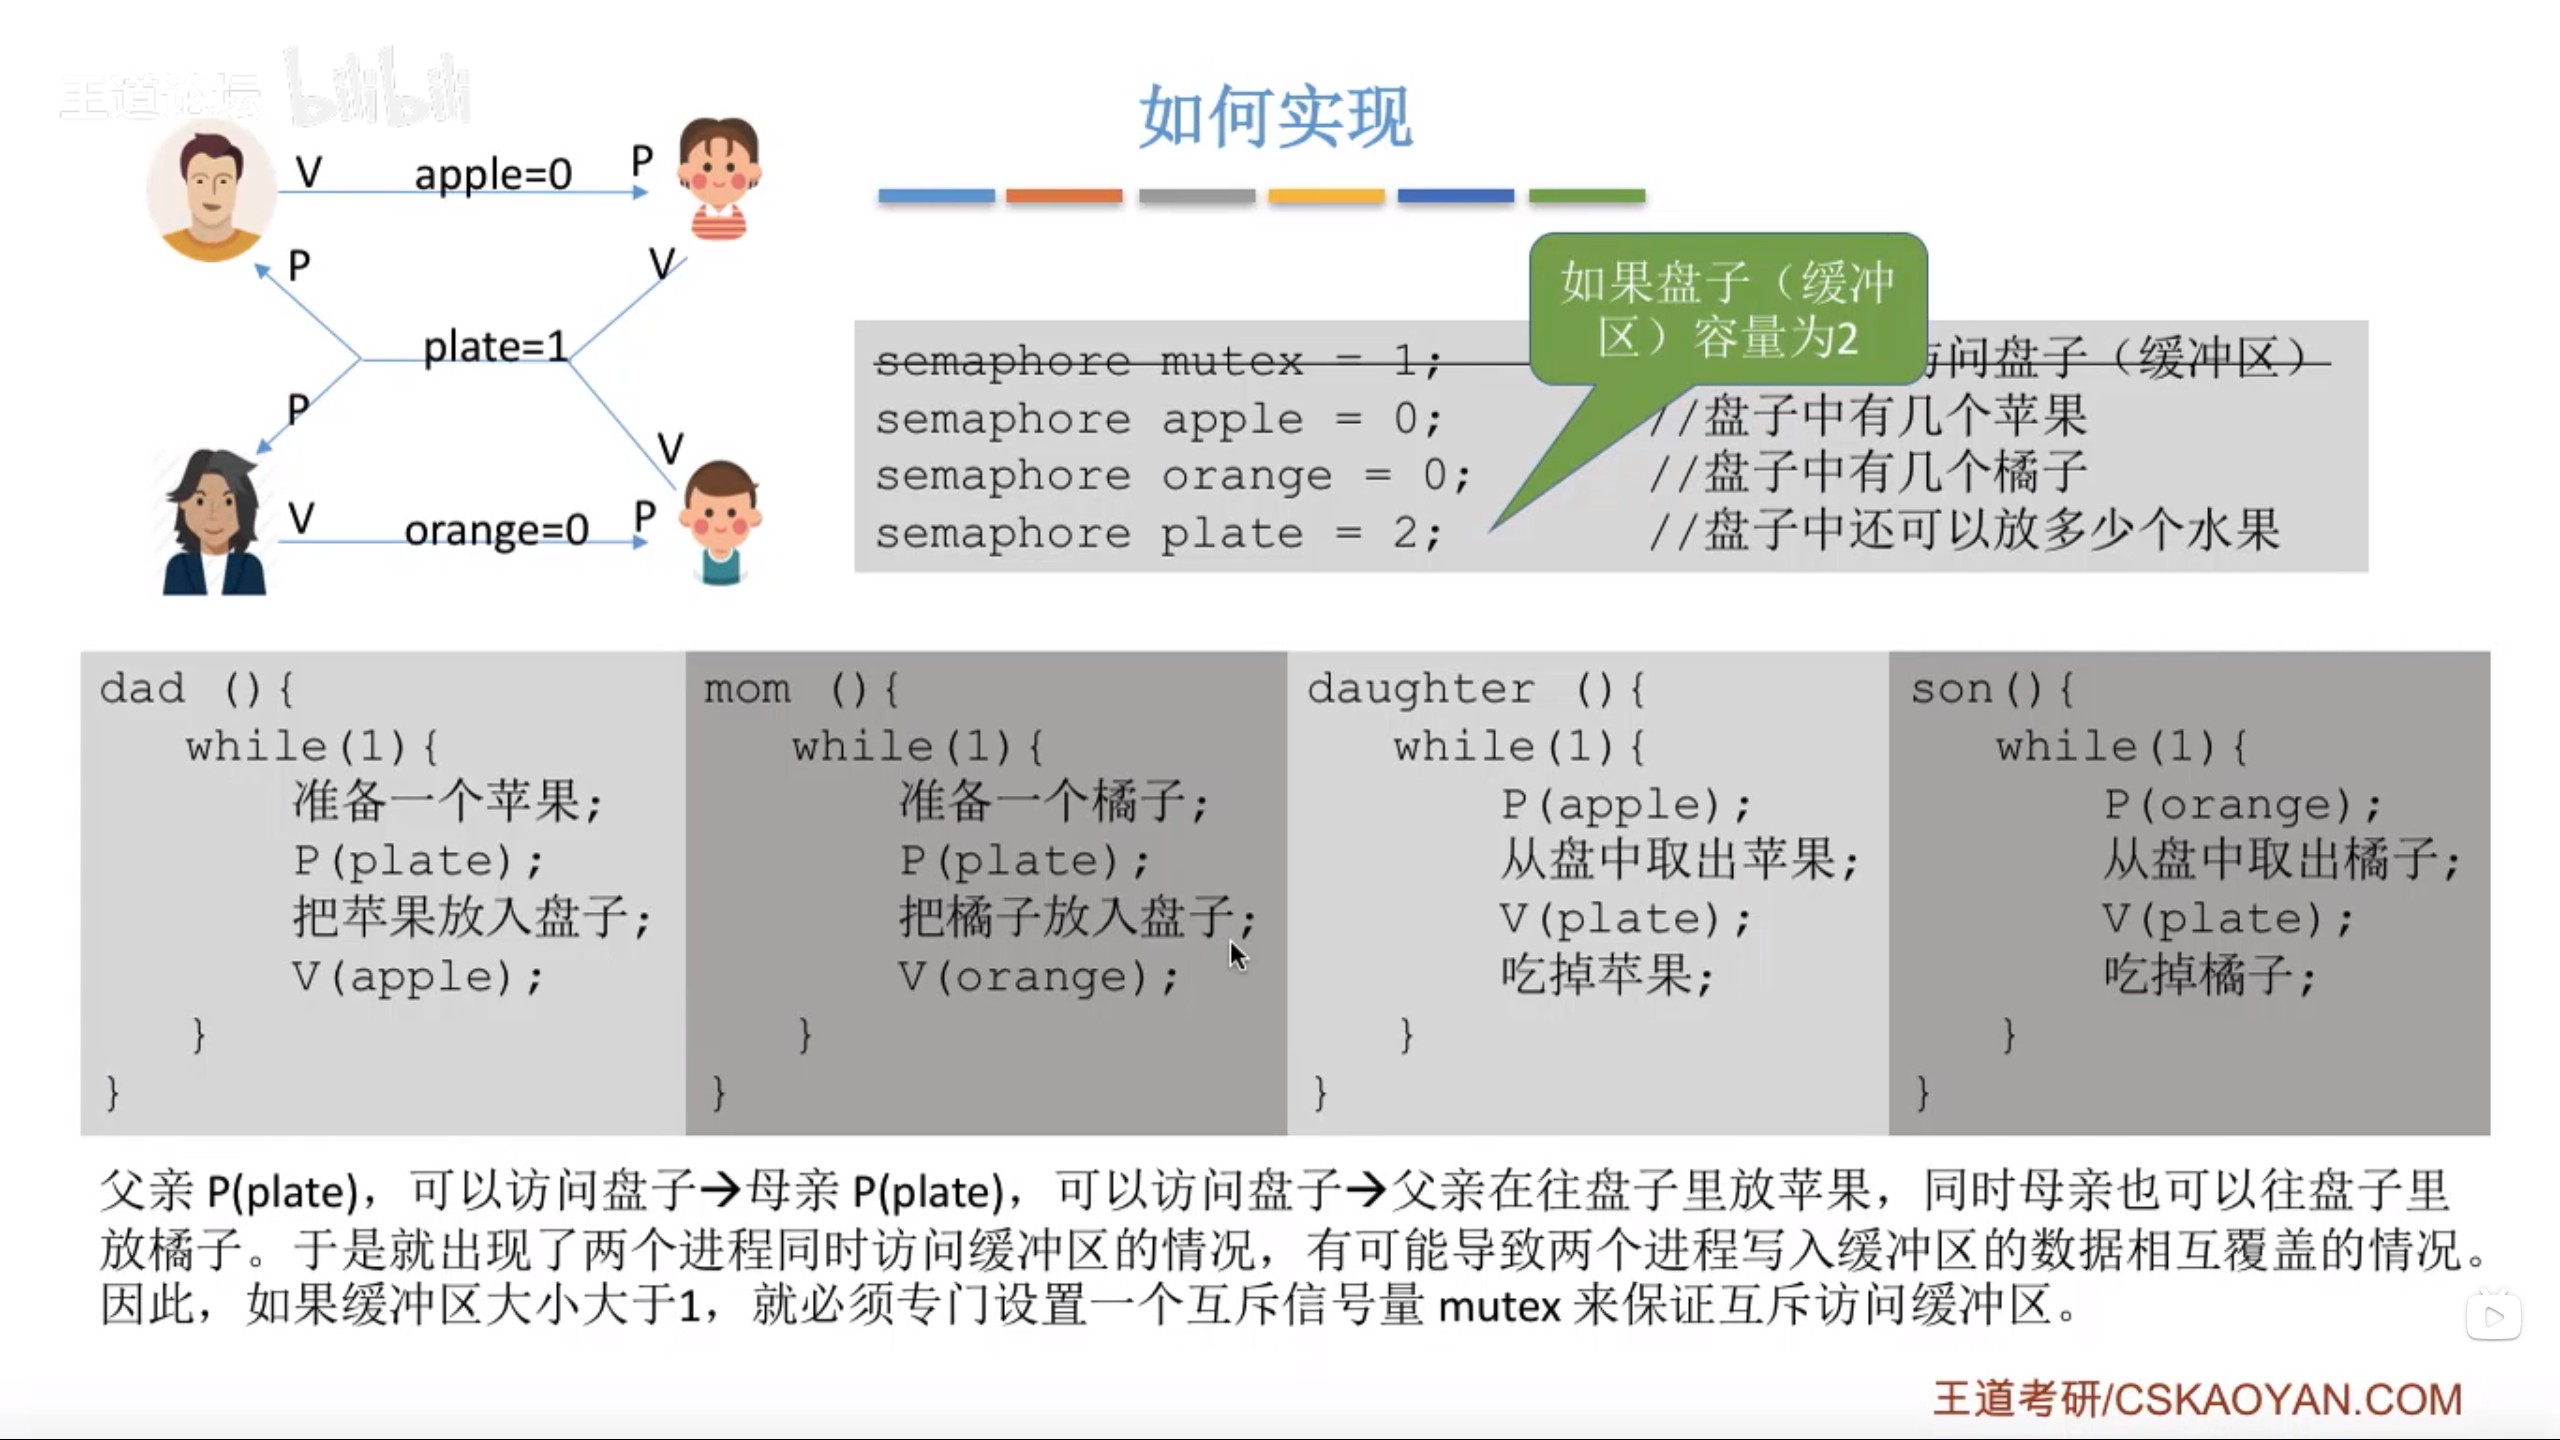 王道论坛 bilibili
如何实现
V apple=0 P
P V
plate=1
P V
V orange=0 P
如果盘子（缓冲
区）容量为2
semaphore mutex = 1; 问盘子（缓冲区）
semaphore apple = 0; //盘子中有几个苹果
semaphore orange = 0; //盘子中有几个橘子
semaphore plate = 2; //盘子中还可以放多少个水果
dad (){
while(1){
准备一个苹果;
P(plate);
把苹果放入盘子;
V(apple);
}
}
mom (){
while(1){
准备一个橘子;
P(plate);
把橘子放入盘子;
V(orange);
}
}
daughter (){
while(1){
P(apple);
从盘中取出苹果;
V(plate);
吃掉苹果;
}
}
son(){
while(1){
P(orange);
从盘中取出橘子;
V(plate);
吃掉橘子;
}
}
父亲 P(plate)，可以访问盘子→母亲 P(plate)，可以访问盘子→父亲在往盘子里放苹果，同时母亲也可以往盘子里
放橘子。于是就出现了两个进程同时访问缓冲区的情况，有可能导致两个进程写入缓冲区的数据相互覆盖的情况。
因此，如果缓冲区大小大于1，就必须专门设置一个互斥信号量 mutex 来保证互斥访问缓冲区。
王道考研/CSKAOYAN.COM